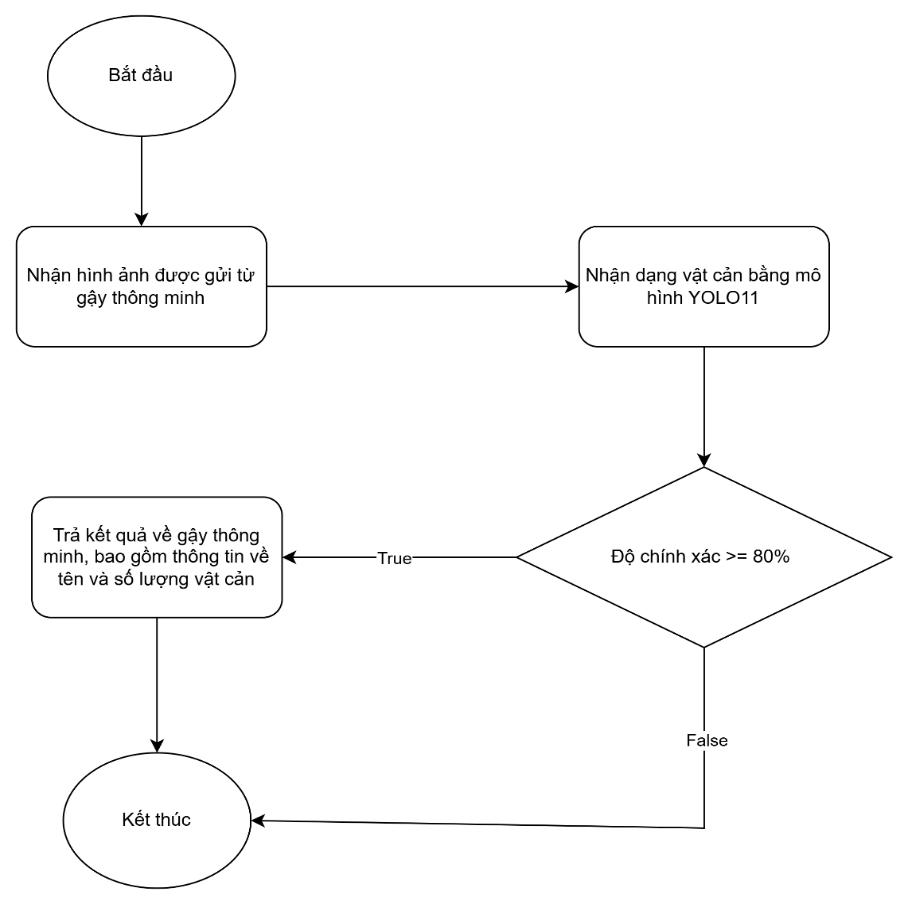 Bắt đầu
Nhận hình ảnh được gửi từ
gậy thông minh
Nhận dạng vật cản bằng mô
hình YOLO11
Độ chính xác >= 80%
True
Trả kết quả về gậy thông
minh, bao gồm thông tin về
tên và số lượng vật cản
False
Kết thúc